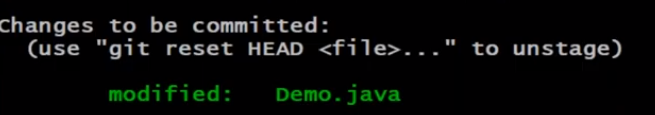 Changes to be committed:
(use "git reset HEAD <file>..." to unstage)
modified: Demo.java